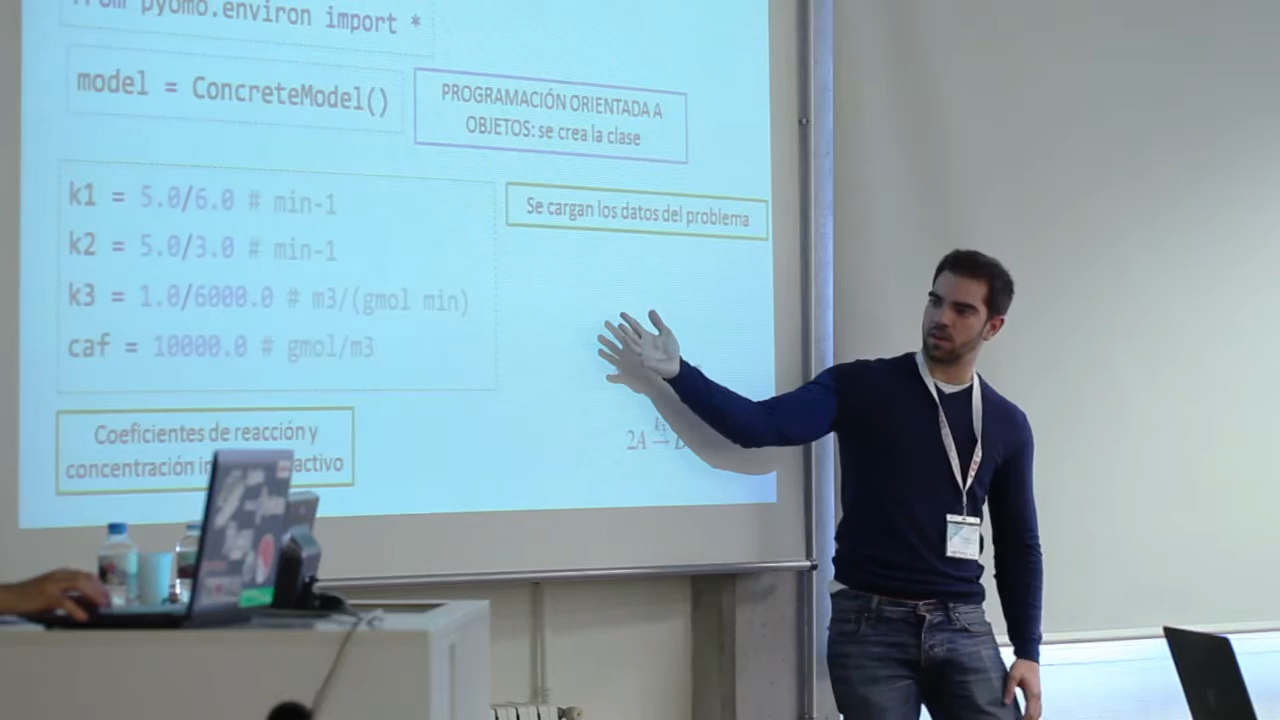 from pyomo.environ import *
model = ConcreteModel()
PROGRAMACIÓN ORIENTADA A
OBJETOS: se crea la clase
k1 = 5.0/6.0 # min-1
k2 = 5.0/3.0 # min-1
k3 = 1.0/6000.0 # m3/(gmol min)
caf = 10000.0 # gmol/m3
Se cargan los datos del problema
Coeficientes de reacción y
concentración activo
2A →